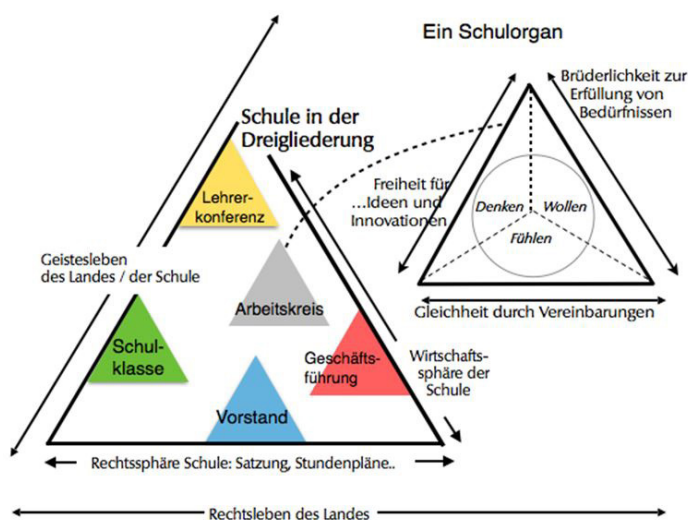 Ein Schulorgan
Brüderlichkeit zur
Erfüllung von
Bedürfnissen
Schule in der
Dreigliederung
Freiheit für
...Ideen und
Innovationen
Denken
Wollen
Fühlen
Lehrer-
konferenz
Geistesleben
des Landes / der Schule
Arbeitskreis
Gleichheit durch Vereinbarungen
Schul-
klasse
Geschäfts-
führung
Wirtschafts-
sphäre der
Schule
Vorstand
Rechtssphäre Schule: Satzung, Stundenpläne..
Rechtsleben des Landes